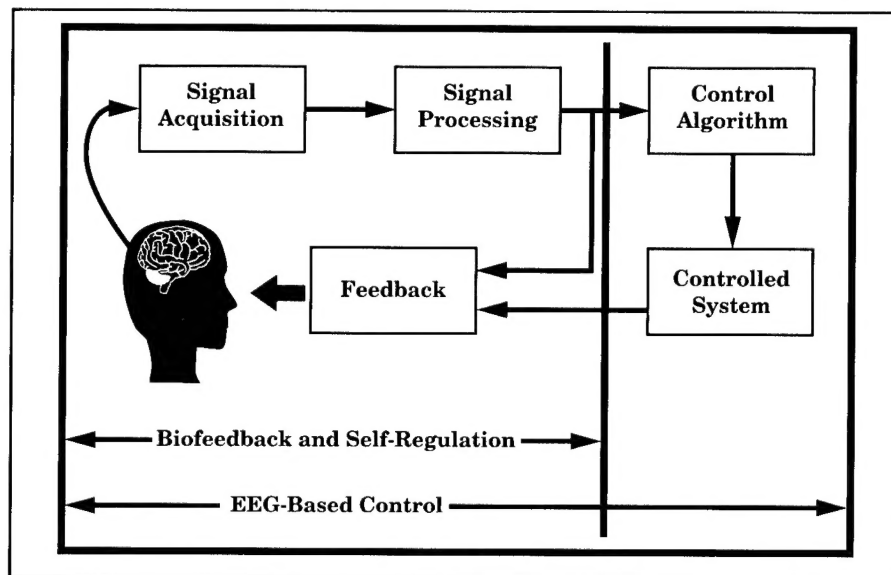 Signal
Acquisition
Signal
Processing
Control
Algorithm
Feedback
Controlled
System
Biofeedback and Self-Regulation
EEG-Based Control